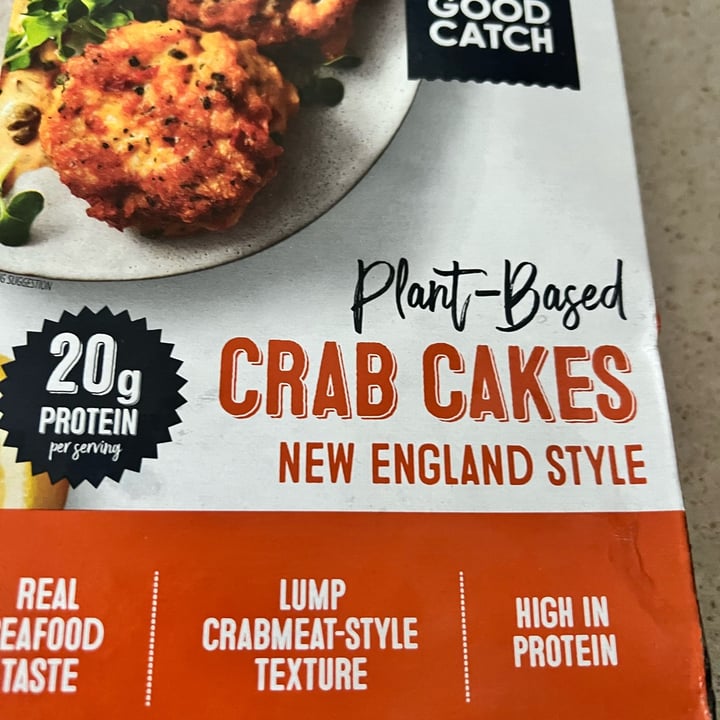 GOOD
CATCH
SUGGESTION
Plant-Based
CRAB CAKES
NEW ENGLAND STYLE
20g
PROTEIN
per serving
REAL
EAFOOD
TASTE
LUMP
CRABMEAT-STYLE
TEXTURE
HIGH IN
PROTEIN